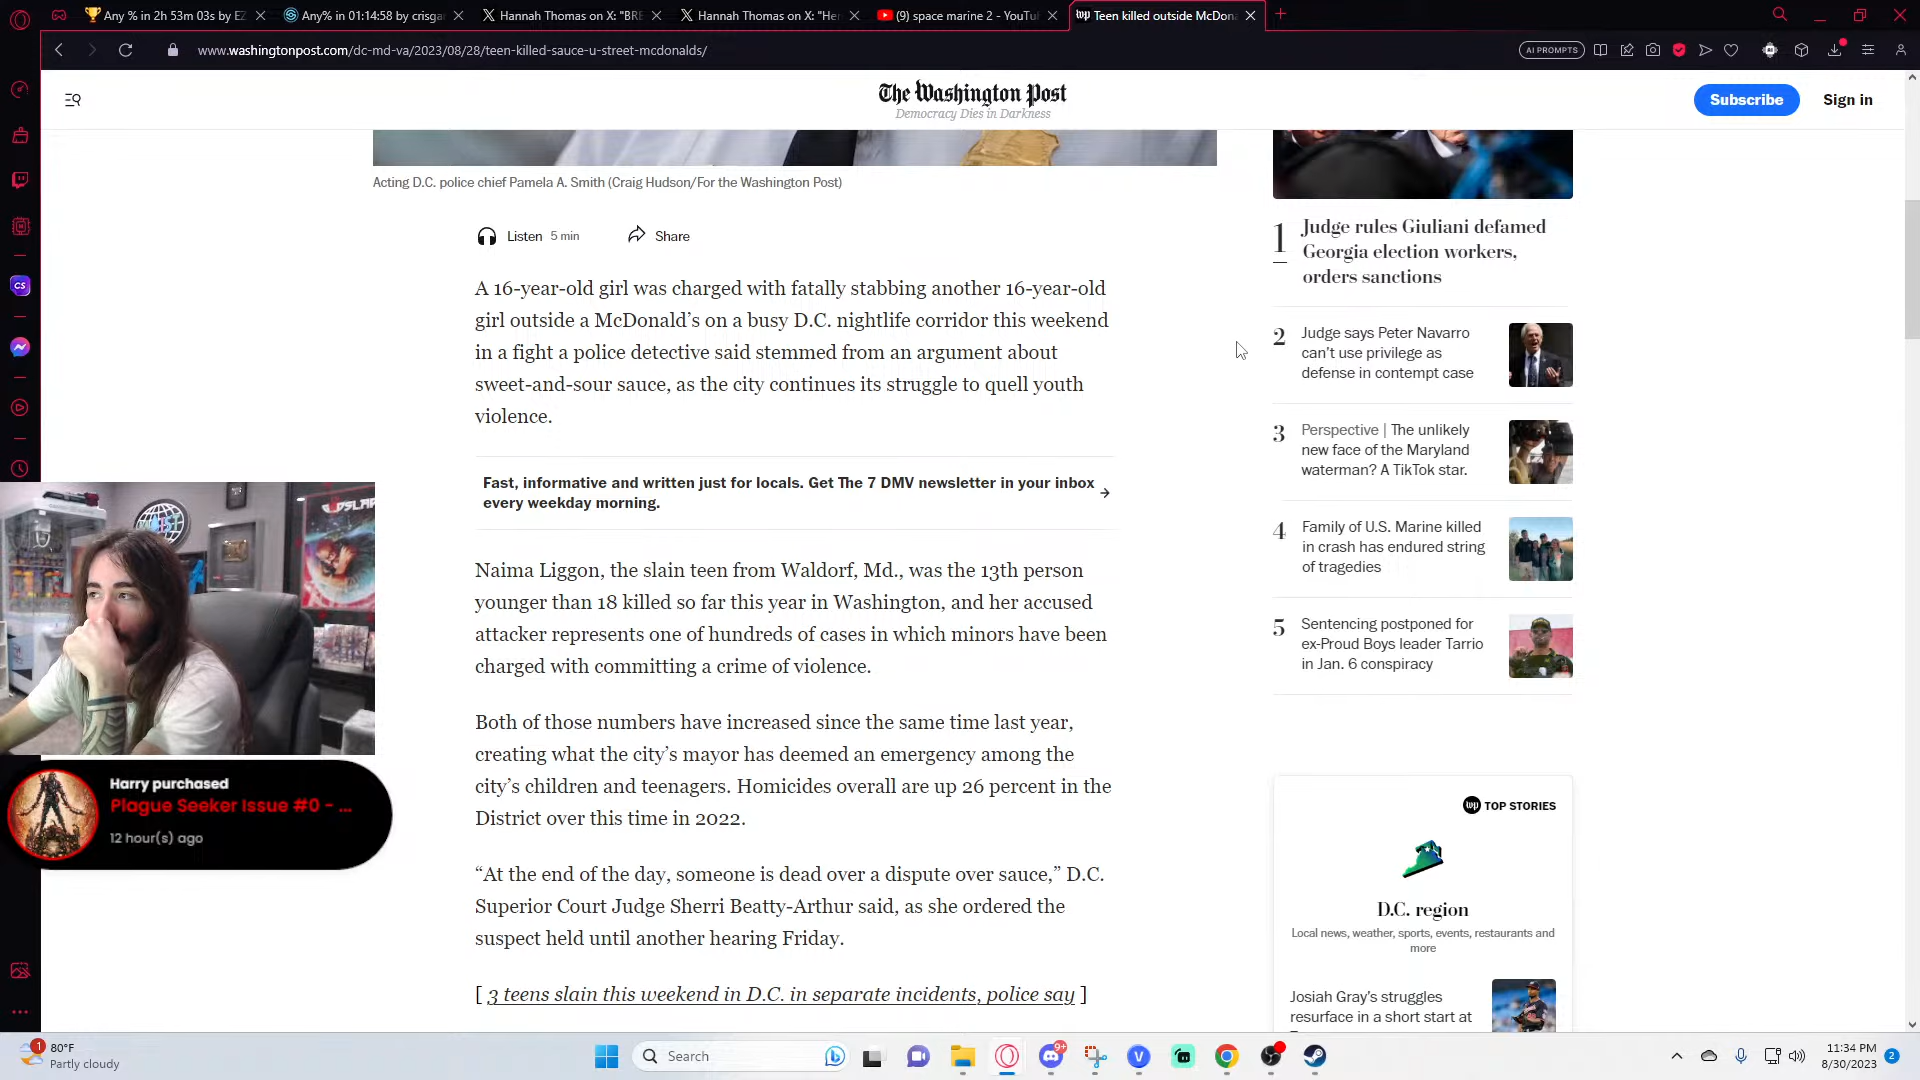 Any % in 2h 53m 03s by EZ
Any% in 01:14:58 by crisgar
Hannah Thomas on X: "BRE
Hannah Thomas on X: "Her
(9) space marine 2 - YouTu
Teen killed outside McDona
www.washingtonpost.com/dc-md-va/2023/08/28/teen-killed-sauce-u-street-mcdonalds/
AI PROMPTS
The Washington Post
Democracy Dies in Darkness
Subscribe
Sign in
Acting D.C. police chief Pamela A. Smith (Craig Hudson/For the Washington Post)
Listen 5 min
Share
A 16-year-old girl was charged with fatally stabbing another 16-year-old
girl outside a McDonald's on a busy D.C. nightlife corridor this weekend
in a fight a police detective said stemmed from an argument about
sweet-and-sour sauce, as the city continues its struggle to quell youth
violence.
Fast, informative and written just for locals. Get The 7 DMV newsletter in your inbox
every weekday morning.
Naima Liggon, the slain teen from Waldorf, Md., was the 13th person
younger than 18 killed so far this year in Washington, and her accused
attacker represents one of hundreds of cases in which minors have been
charged with committing a crime of violence.
Both of those numbers have increased since the same time last year,
creating what the city's mayor has deemed an emergency among the
city's children and teenagers. Homicides overall are up 26 percent in the
District over this time in 2022.
“At the end of the day, someone is dead over a dispute over sauce,” D.C.
Superior Court Judge Sherri Beatty-Arthur said, as she ordered the
suspect held until another hearing Friday.
[ 3 teens slain this weekend in D.C. in separate incidents, police say ]
1
Judge rules Giuliani defamed
Georgia election workers,
orders sanctions
2
Judge says Peter Navarro
can't use privilege as
defense in contempt case
3
Perspective | The unlikely
new face of the Maryland
waterman? A TikTok star.
4
Family of U.S. Marine killed
in crash has endured string
of tragedies
5
Sentencing postponed for
ex-Proud Boys leader Tarrio
in Jan. 6 conspiracy
wp TOP STORIES
D.C. region
Local news, weather, sports, events, restaurants and
more
Josiah Gray's struggles
resurface in a short start at
CS
Harry purchased
Plague Seeker Issue #0 - ...
12 hour(s) ago
1
80°F
Partly cloudy
Search
9+
11:34 PM
8/30/2023
2